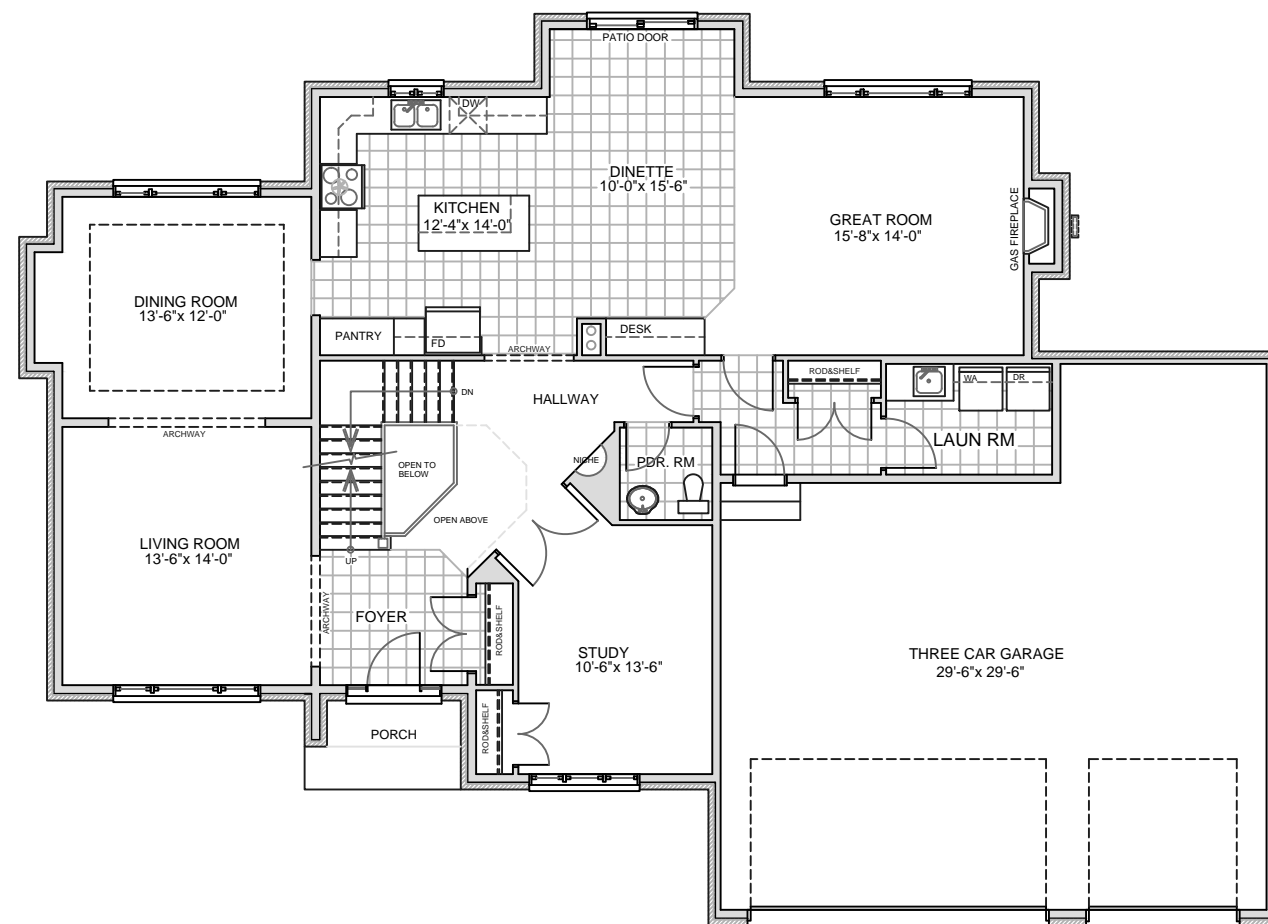 PATIO DOOR
DW
DINETTE
10'-0"x 15'-6"
KITCHEN
12'-4"x 14'-0"
GREAT ROOM
15'-8"x 14'-0"
GAS FIREPLACE
DINING ROOM
13'-6"x 12'-0"
PANTRY
FD
ARCHWAY
DESK
ROD&SHELF
WA
DR
DN
HALLWAY
ARCHWAY
LAUN RM
OPEN TO
BELOW
NICHE
PDR. RM
OPEN ABOVE
LIVING ROOM
13'-6"x 14'-0"
UP
ARCHWAY
FOYER
ROD&SHELF
STUDY
10'-6"x 13'-6"
THREE CAR GARAGE
29'-6"x 29'-6"
PORCH
ROD&SHELF